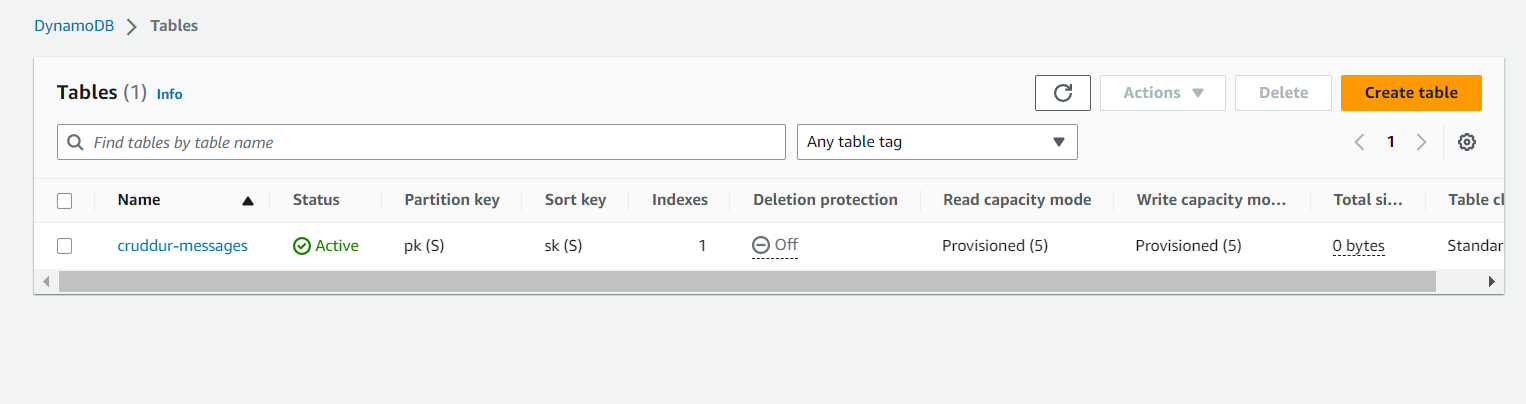 DynamoDB > Tables
Tables (1) Info
Actions Delete Create table
Find tables by table name Any table tag 1
Name Status Partition key Sort key Indexes Deletion protection Read capacity mode Write capacity mo... Total si... Table cl
cruddur-messages Active pk (S) sk (S) 1 Off Provisioned (5) Provisioned (5) 0 bytes Standar